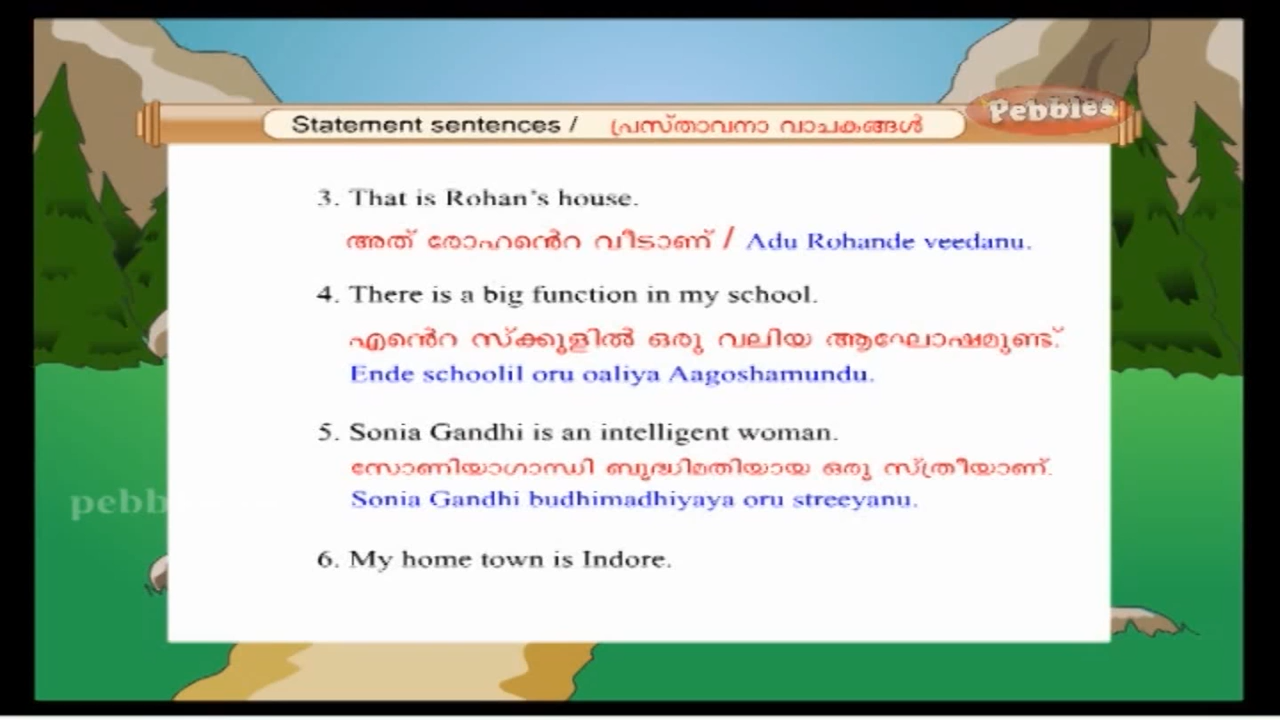 Statement sentences / പ്രസ്താവനാ വാചകങ്ങൾ
Pebbles
3. That is Rohan's house.
അത് രോഹൻെറ വീടാണ് / Adu Rohande veedanu.
4. There is a big function in my school.
എൻെറ സ്ക്കൂളിൽ ഒരു വലിയ ആഘോഷമുണ്ട്.
Ende schoolil oru oaliya Aagoshamundu.
5. Sonia Gandhi is an intelligent woman.
സോണിയാഗാന്ധി ബുദ്ധിമതിയായ ഒരു സ്ത്രീയാണ്.
Sonia Gandhi budhimadhiyaya oru streeyanu.
6. My home town is Indore.